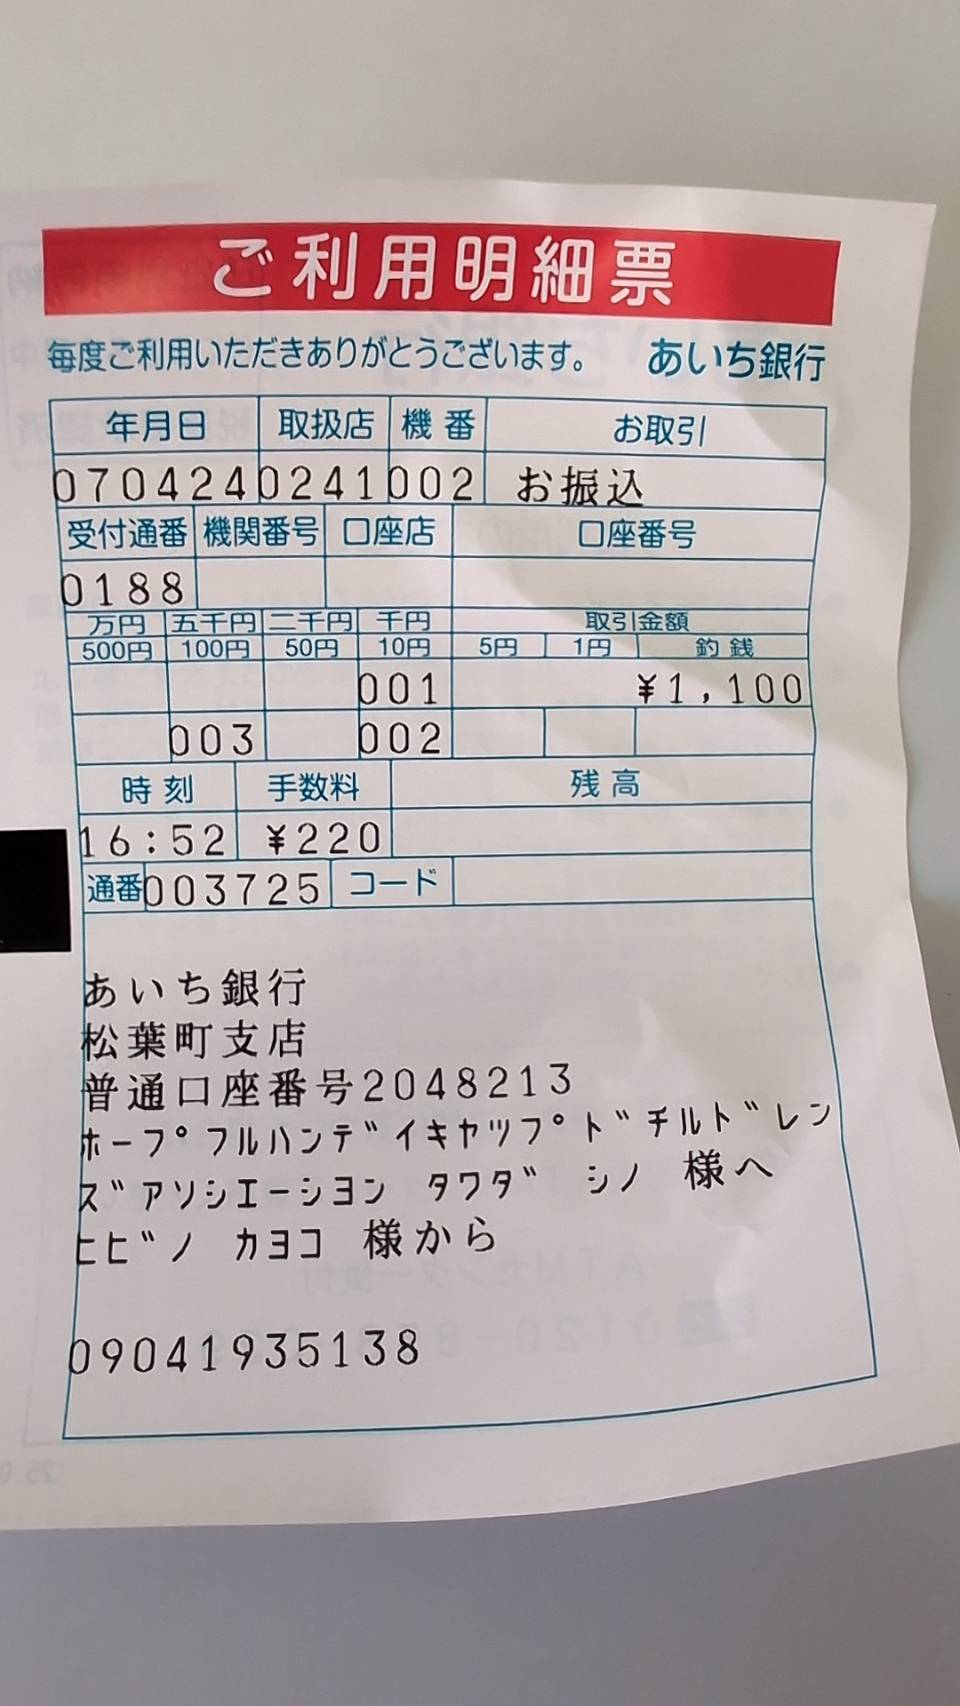 ご利用明細票
毎度ご利用いただきありがとうございます。 あいち銀行
年月日 取扱店 機番 お取引
070424 0241 002 お振込
受付通番 機関番号 口座店 口座番号
0188
万円 五千円 二千円 千円 取引金額
500円 100円 50円 10円 5円 1円 釣銭
001 ¥1,100
003 002
時刻 手数料 残高
16:52 ¥220
通番 003725 コード
あいち銀行
松葉町支店
普通口座番号2048213
ホープフルハンデイキヤツプドチルドレン
ズアソシエーシヨン タワダ シノ 様へ
ヒビノ カヨコ 様から
09041935138